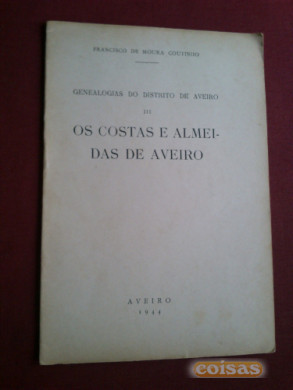 FRANCISCO DE MOURA COUTINHO
GENEALOGIAS DO DISTRITO DE AVEIRO
III
OS COSTAS E ALMEI-
DAS DE AVEIRO
AVEIRO
1944
coisas